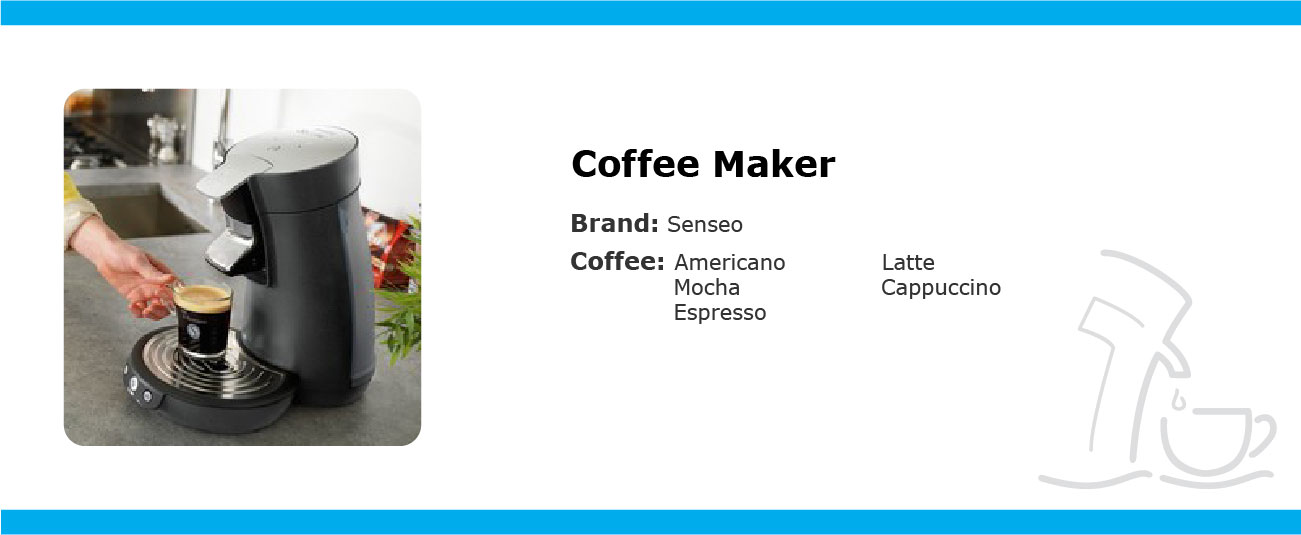 Coffee Maker
Brand: Senseo
Coffee: Americano Latte
Mocha Cappuccino
Espresso